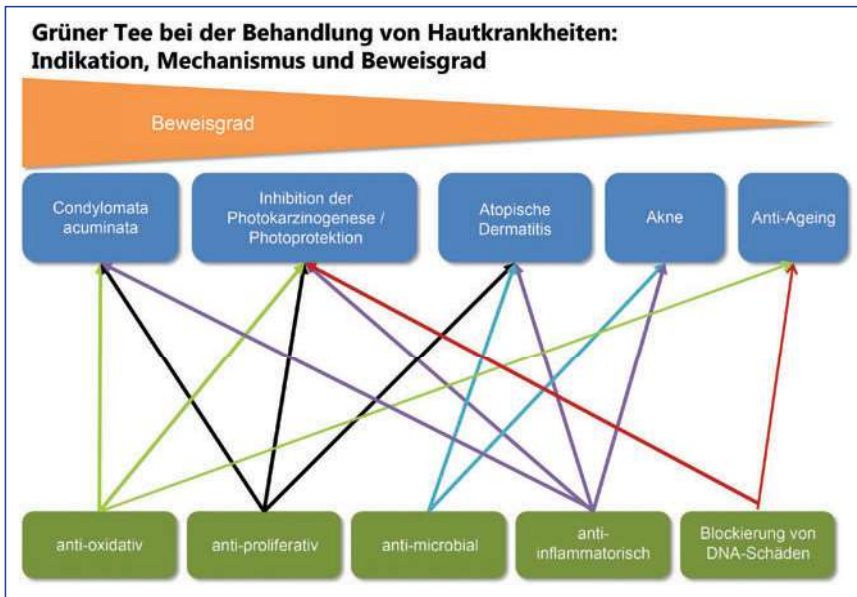 Grüner Tee bei der Behandlung von Hautkrankheiten:
Indikation, Mechanismus und Beweisgrad
Beweisgrad
Condylomata
acuminata
Inhibition der
Photokarzinogenese /
Photoprotektion
Atopische
Dermatitis
Akne
Anti-Ageing
anti-oxidativ
anti-proliferativ
anti-microbial
anti-
inflammatorisch
Blockierung von
DNA-Schäden